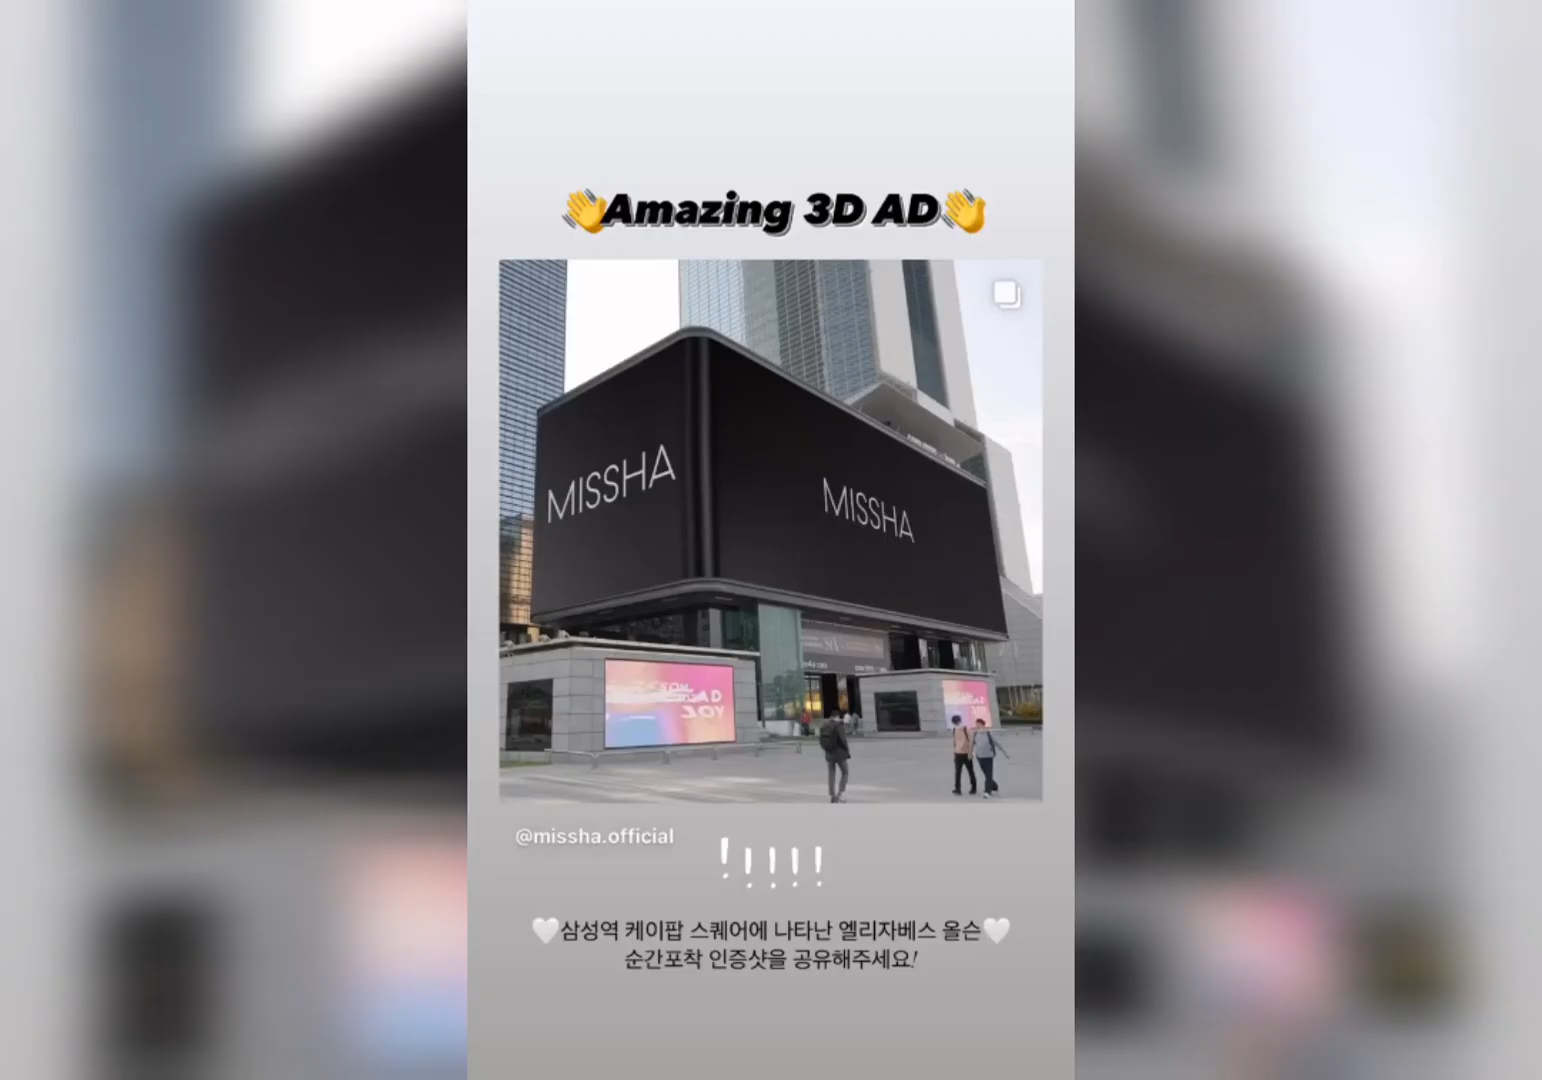 👋Amazing 3D AD👋
MISSHA
MISSHA
AD
JOY
@missha.official
!!!!!
🤍삼성역 케이팝 스퀘어에 나타난 엘리자베스 올슨🤍
순간포착 인증샷을 공유해주세요!